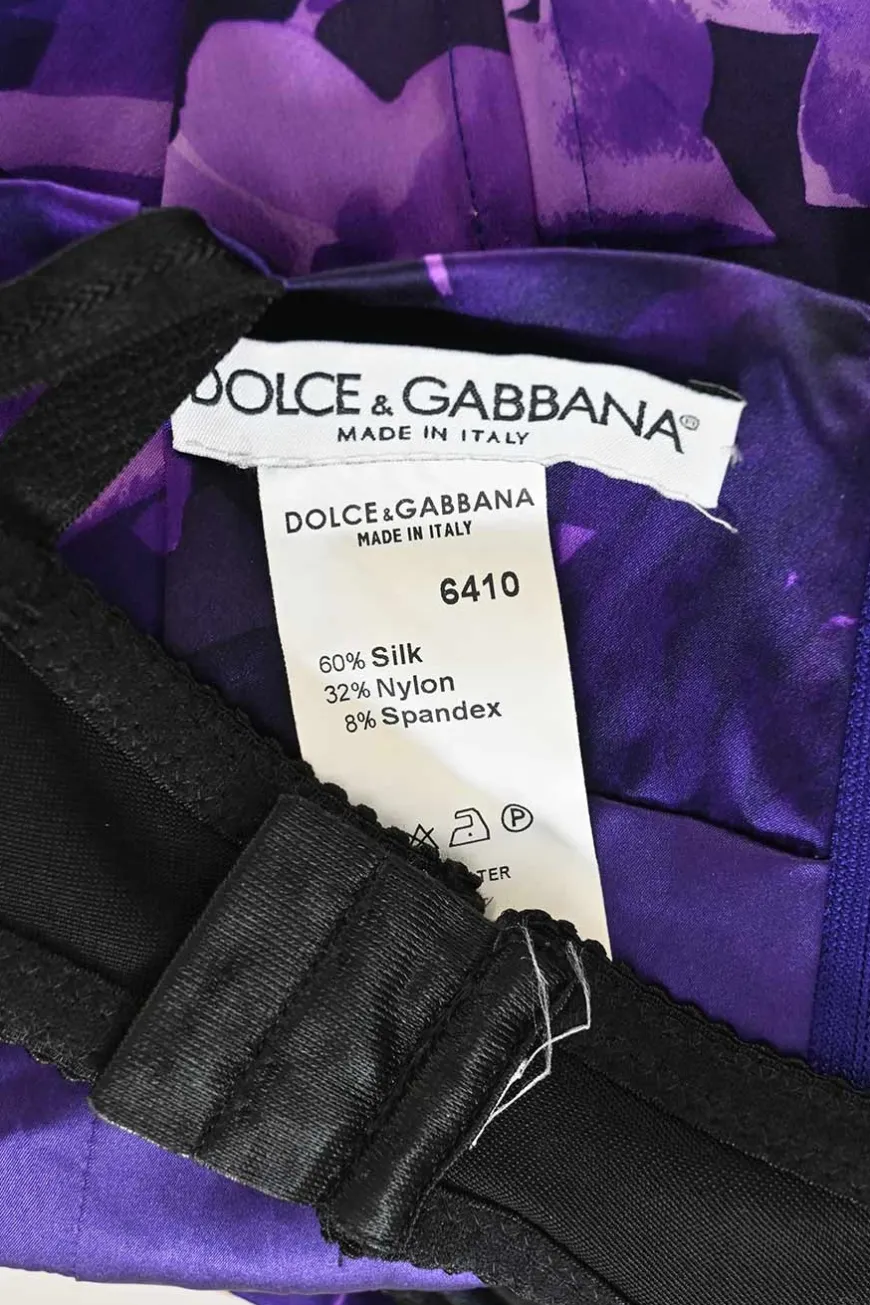 DOLCE & GABBANA®
MADE IN ITALY
DOLCE&GABBANA
MADE IN ITALY
6410
60% Silk
32% Nylon
8% Spandex
P